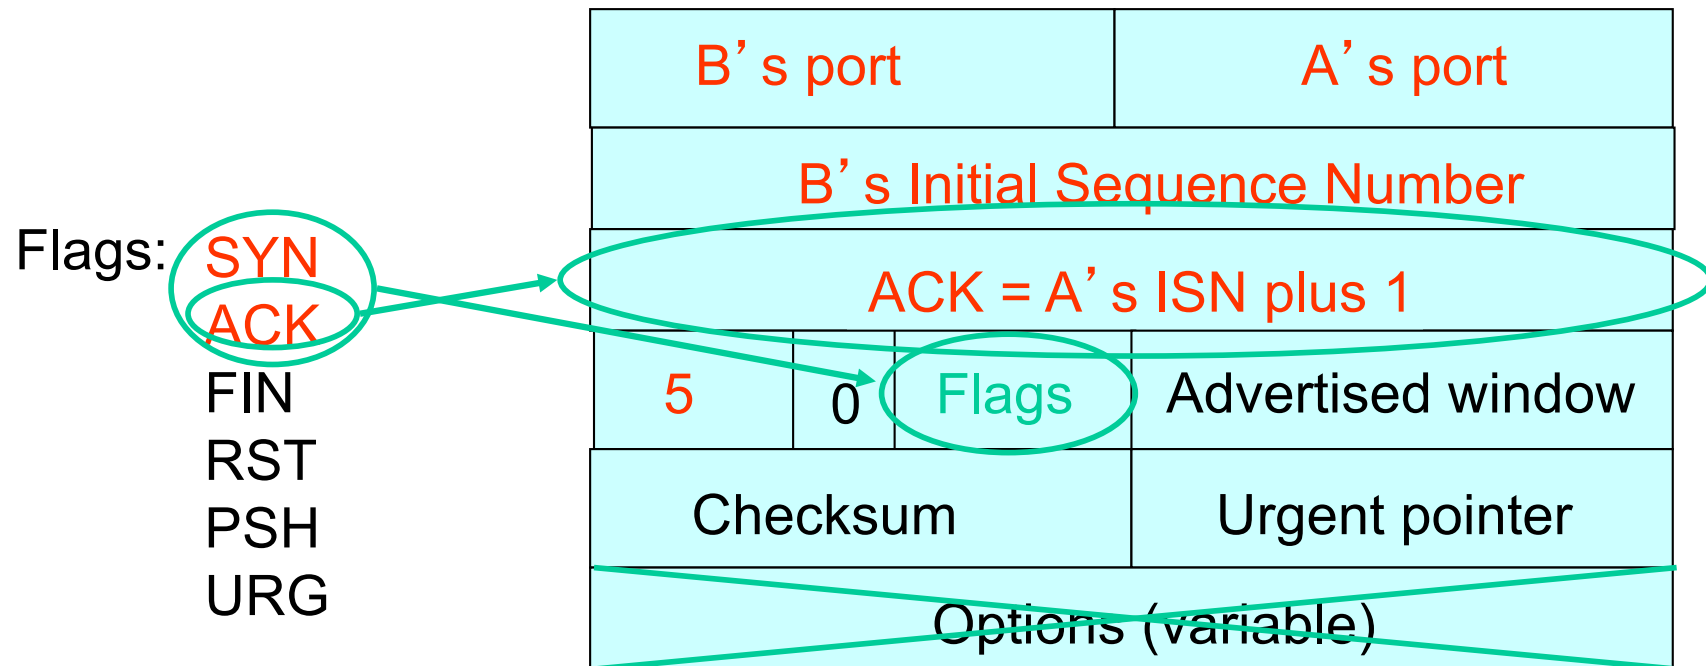 B’s port A’s port
B’s Initial Sequence Number
Flags: SYN
ACK
FIN
RST
PSH
URG
ACK = A’s ISN plus 1
5 0 Flags Advertised window
Checksum Urgent pointer
Options (variable)